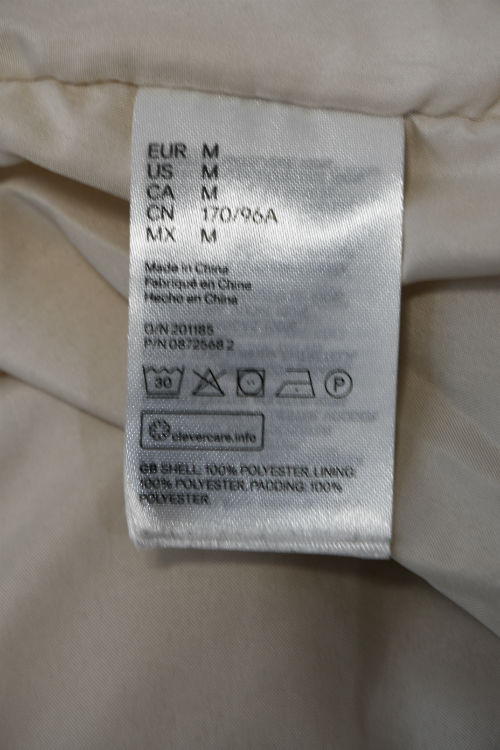 EUR M
US M
CA M
CN 170/96A
MX M
Made in China
Fabriqué en China
Hecho en China
O/N 201185
P/N 0872568 2
30 P
clevercare.info
GB SHELL: 100% POLYESTER. LINING:
100% POLYESTER. PADDING: 100%
POLYESTER.